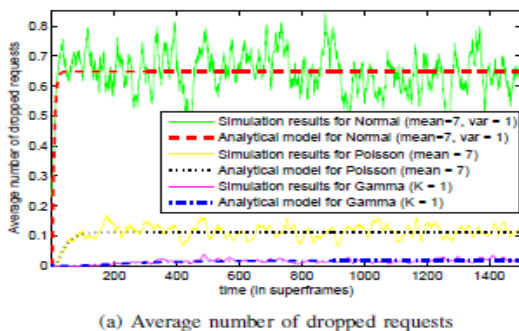 Average number of dropped requests
0.8
0.7
0.6
0.5
0.4
0.3
0.2
0.1
0
Simulation results for Normal (mean=7, var = 1)
Analytical model for Normal (mean=7, var = 1)
Simulation results for Poisson (mean = 7)
Analytical model for Poisson (mean = 7)
Simulation results for Gamma (K = 1)
Analytical model for Gamma (K = 1)
200 400 600 800 1000 1200 1400
time (in superframes)
(a) Average number of dropped requests